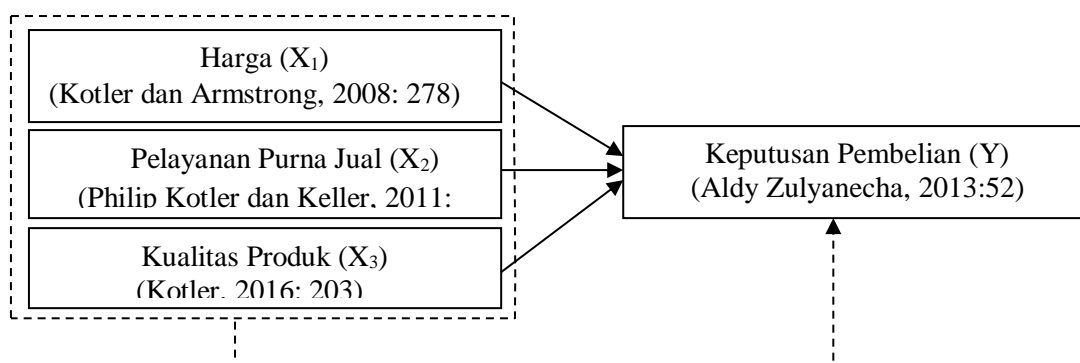 Harga (X₁)
(Kotler dan Armstrong, 2008: 278)
Pelayanan Purna Jual (X₂)
(Philip Kotler dan Keller, 2011:
Kualitas Produk (X₃)
(Kotler, 2016: 203)
Keputusan Pembelian (Y)
(Aldy Zulyanecha, 2013:52)